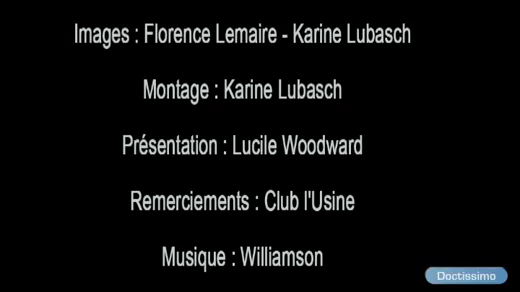 Images : Florence Lemaire - Karine Lubasch
Montage : Karine Lubasch
Présentation : Lucile Woodward
Remerciements : Club l'Usine
Musique : Williamson
Doctissimo